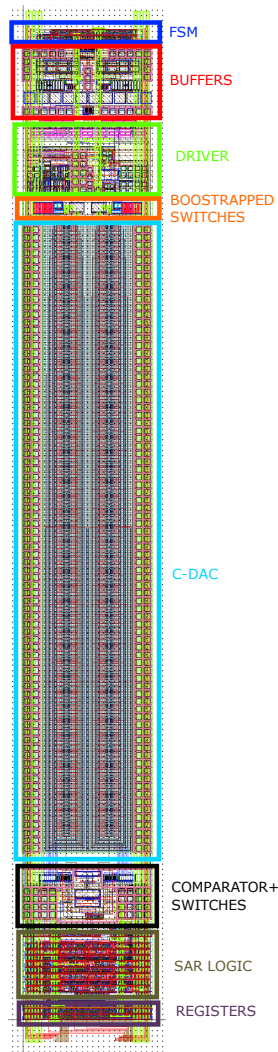 FSM
BUFFERS
DRIVER
BOOSTRAPPED
SWITCHES
C-DAC
COMPARATOR+
SWITCHES
SAR LOGIC
REGISTERS